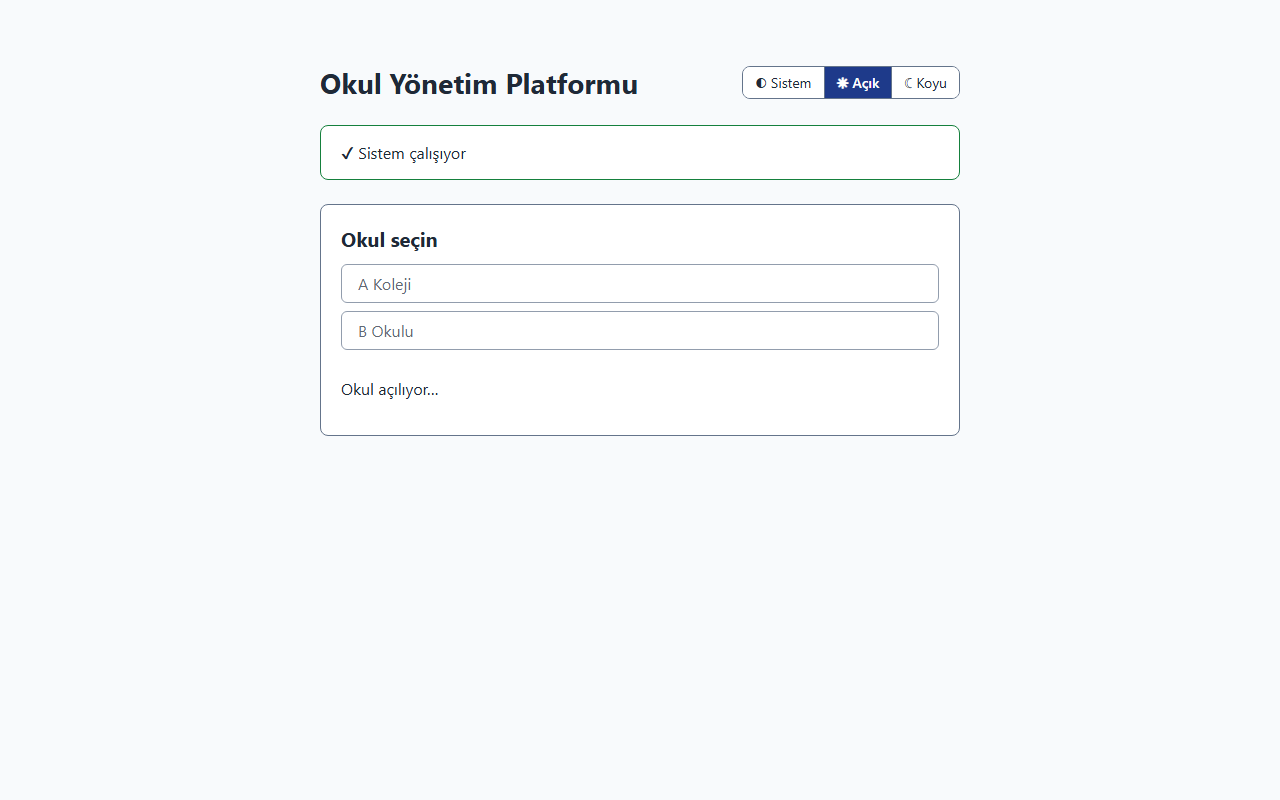 Okul Yönetim Platformu
◐ Sistem ✸ Açık ☾ Koyu
✓ Sistem çalışıyor
Okul seçin
A Koleji
B Okulu
Okul açılıyor...